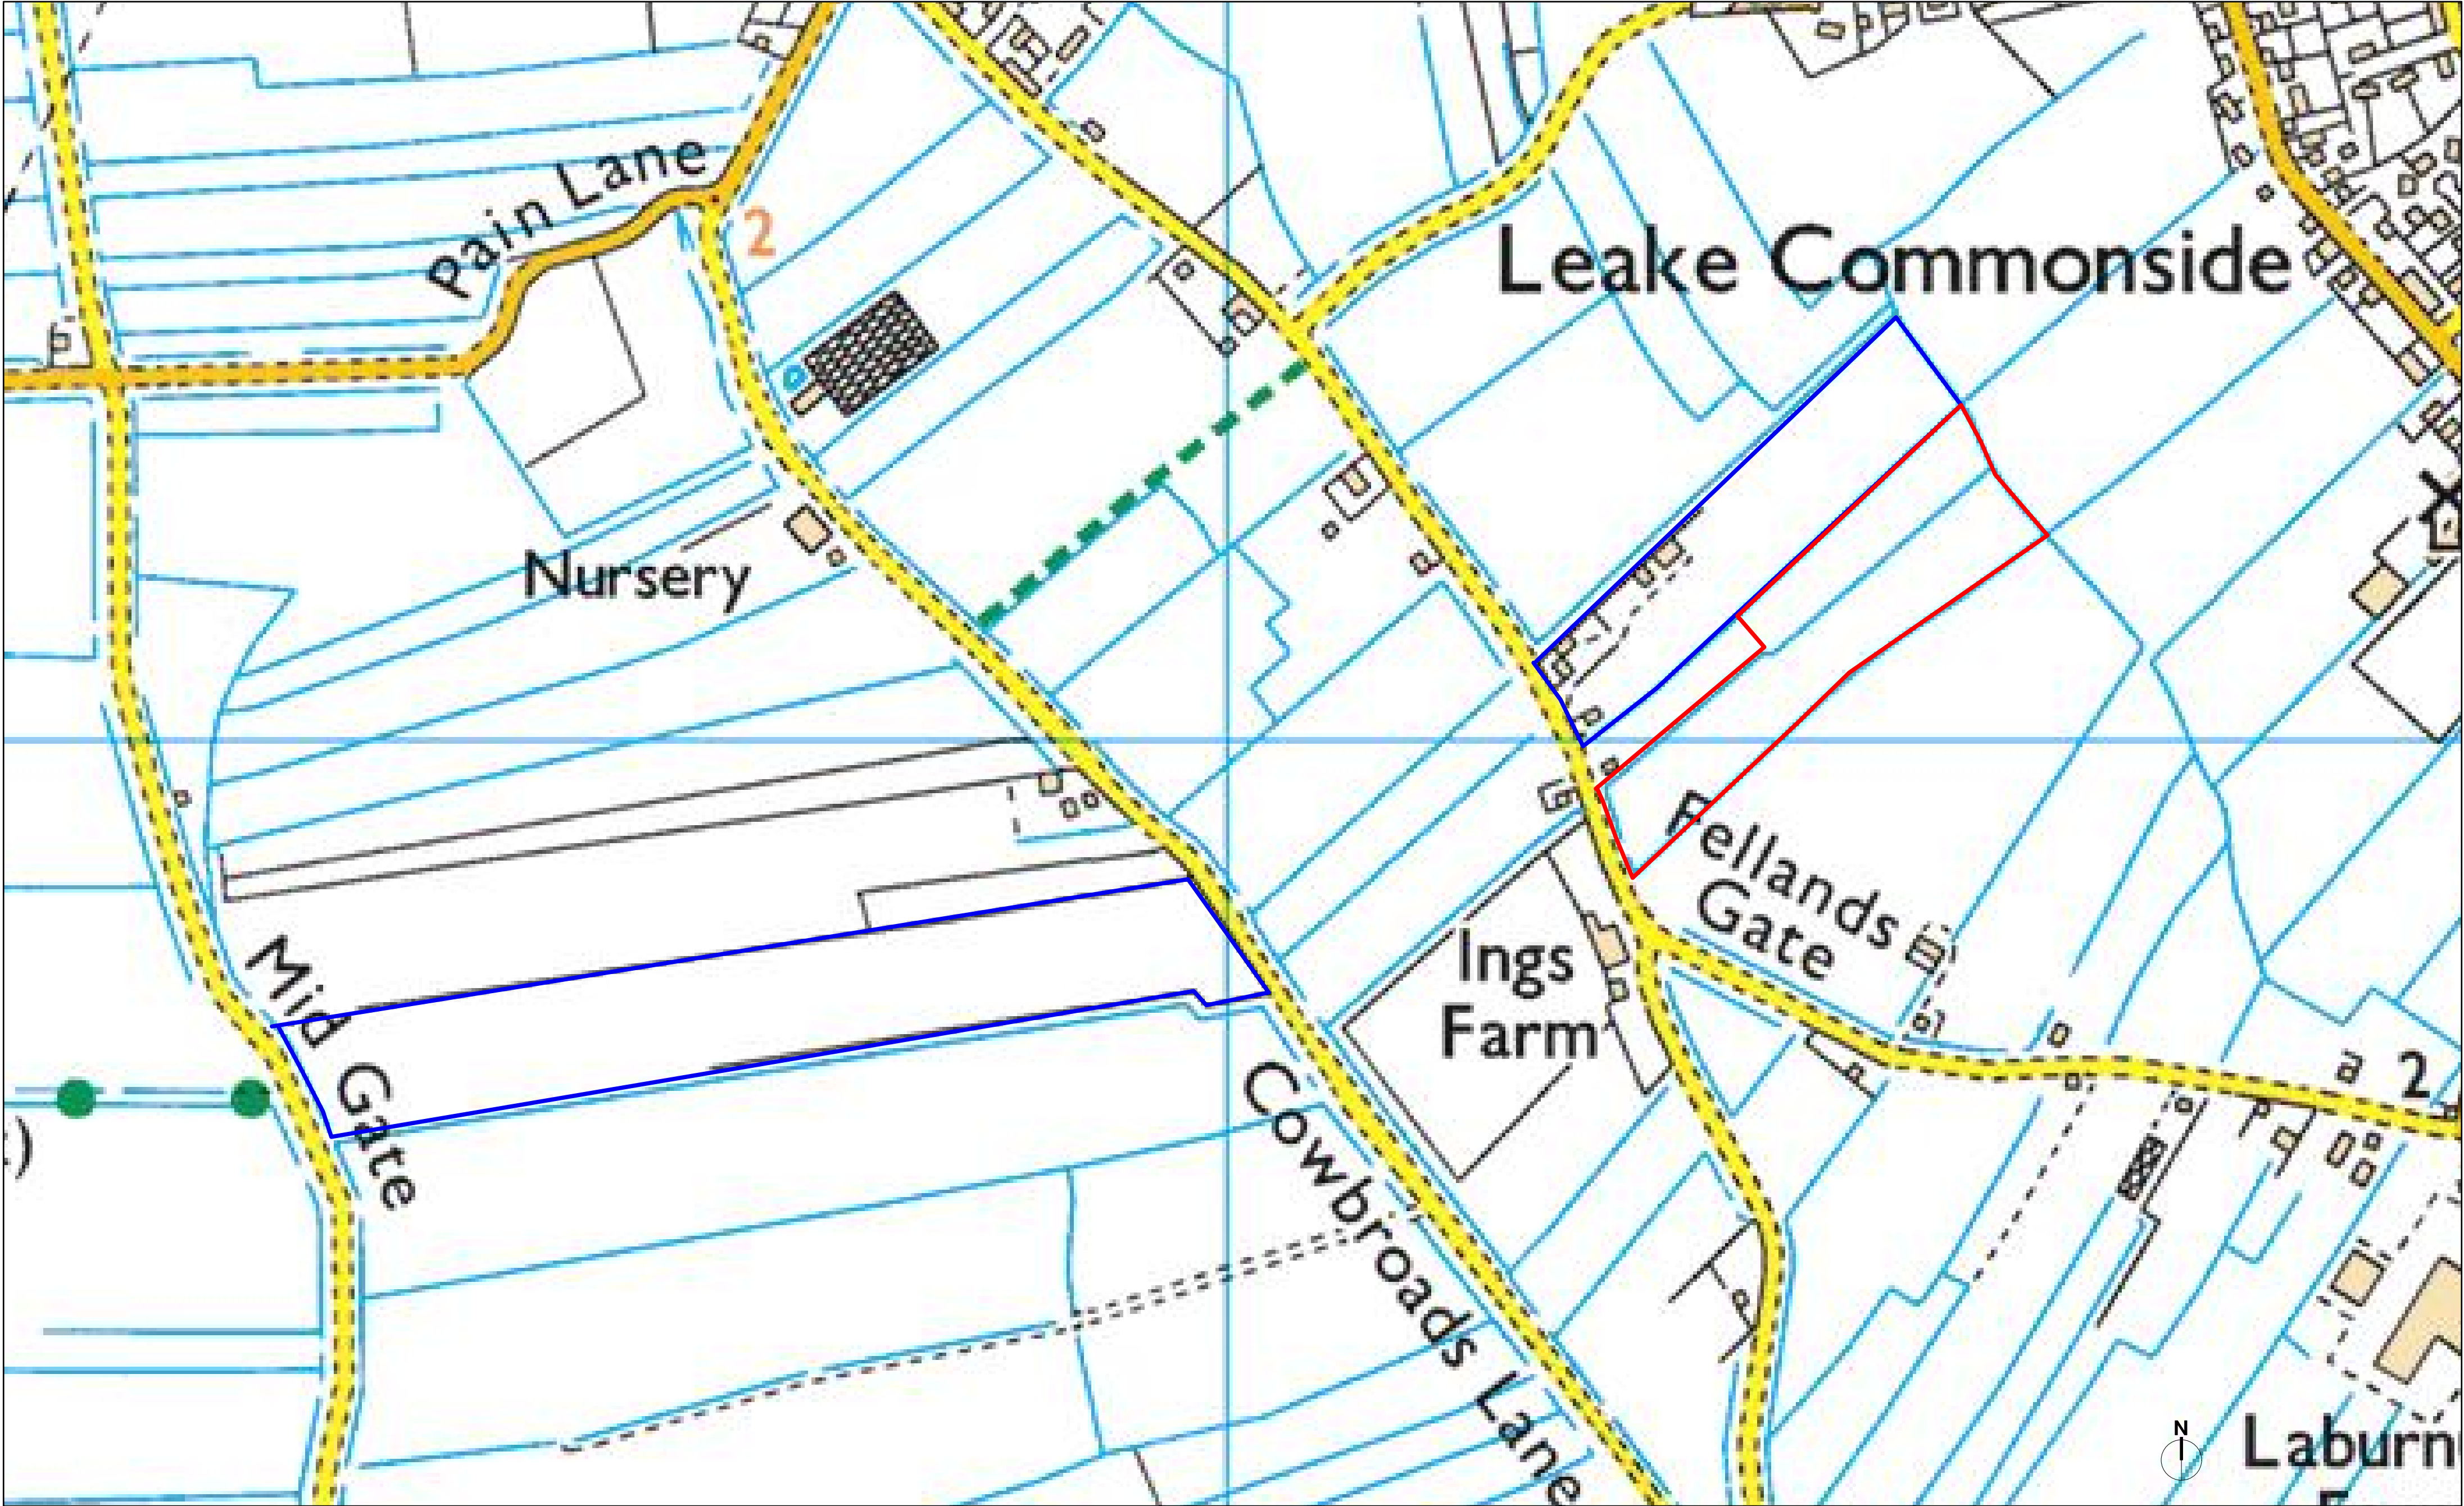 Pain Lane
2
Leake Commonside
Nursery
Fellands
Gate
Mid Gate
Ings
Farm
Cowbroads Lane
2
N
Laburn